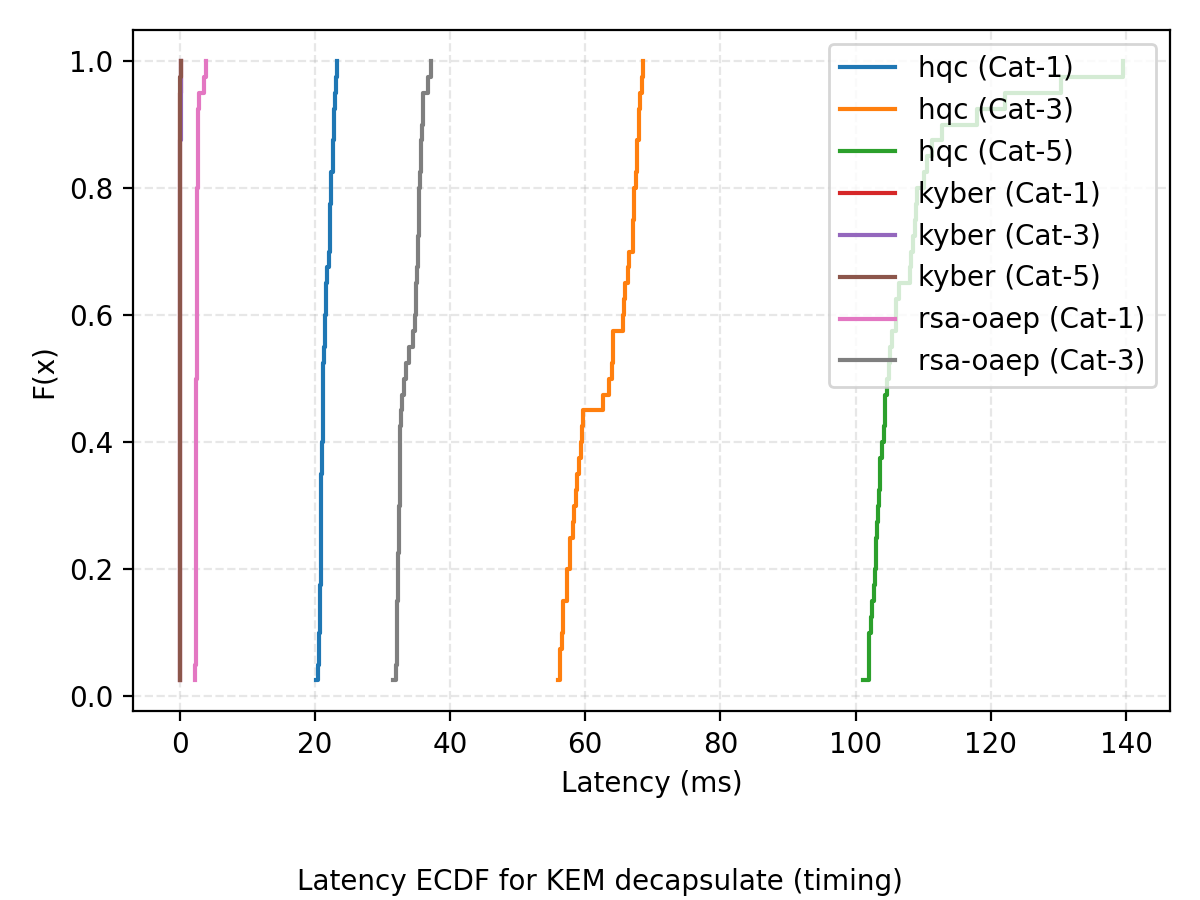 1.0
0.8
0.6
0.4
0.2
0.0
F(x)
hqc (Cat-1)
hqc (Cat-3)
hqc (Cat-5)
kyber (Cat-1)
kyber (Cat-3)
kyber (Cat-5)
rsa-oaep (Cat-1)
rsa-oaep (Cat-3)
0 20 40 60 80 100 120 140
Latency (ms)
Latency ECDF for KEM decapsulate (timing)